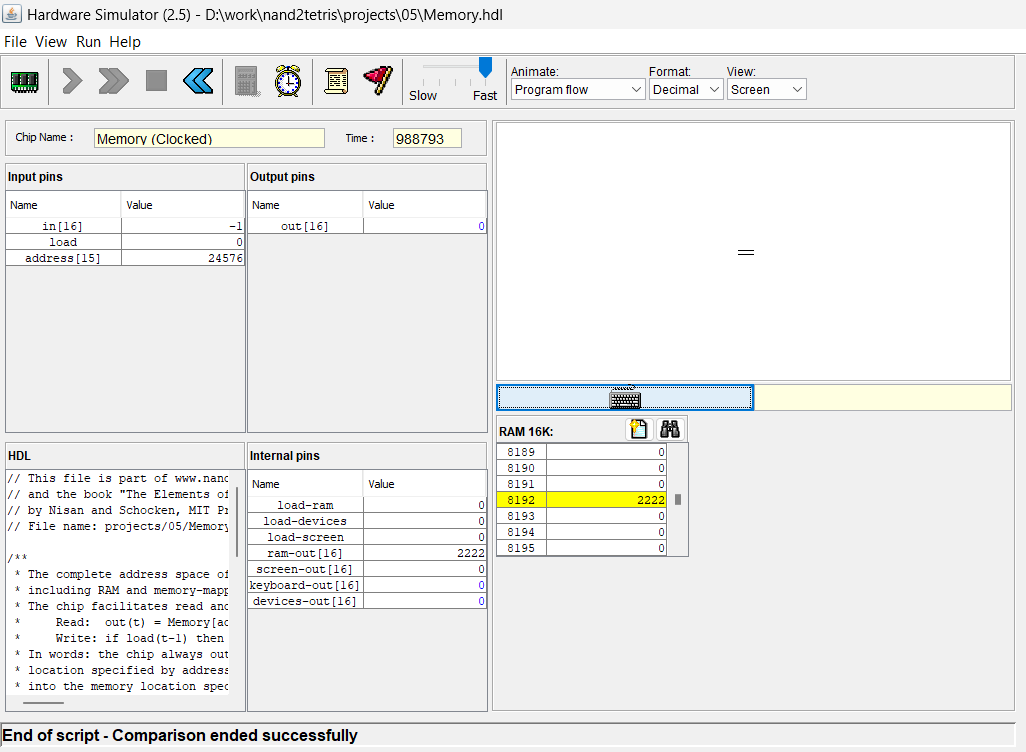 Hardware Simulator (2.5) - D:\work\nand2tetris\projects\05\Memory.hdl
File View Run Help
Slow Fast
Animate: Format: View:
Program flow Decimal Screen
Chip Name : Memory (Clocked) Time : 988793
Input pins
Name Value
in[16] -1
load 0
address[15] 24576
Output pins
Name Value
out[16] 0
HDL
// This file is part of www.nand
// and the book "The Elements of
// by Nisan and Schocken, MIT Pr
// File name: projects/05/Memory
/**
* The complete address space of
* including RAM and memory-mapp
* The chip facilitates read and
* Read: out(t) = Memory[ad
* Write: if load(t-1) then
* In words: the chip always out
* location specified by address
* into the memory location spec
Internal pins
Name Value
load-ram 0
load-devices 0
load-screen 0
ram-out[16] 2222
screen-out[16] 0
keyboard-out[16] 0
devices-out[16] 0
RAM 16K:
8189 0
8190 0
8191 0
8192 2222
8193 0
8194 0
8195 0
End of script - Comparison ended successfully